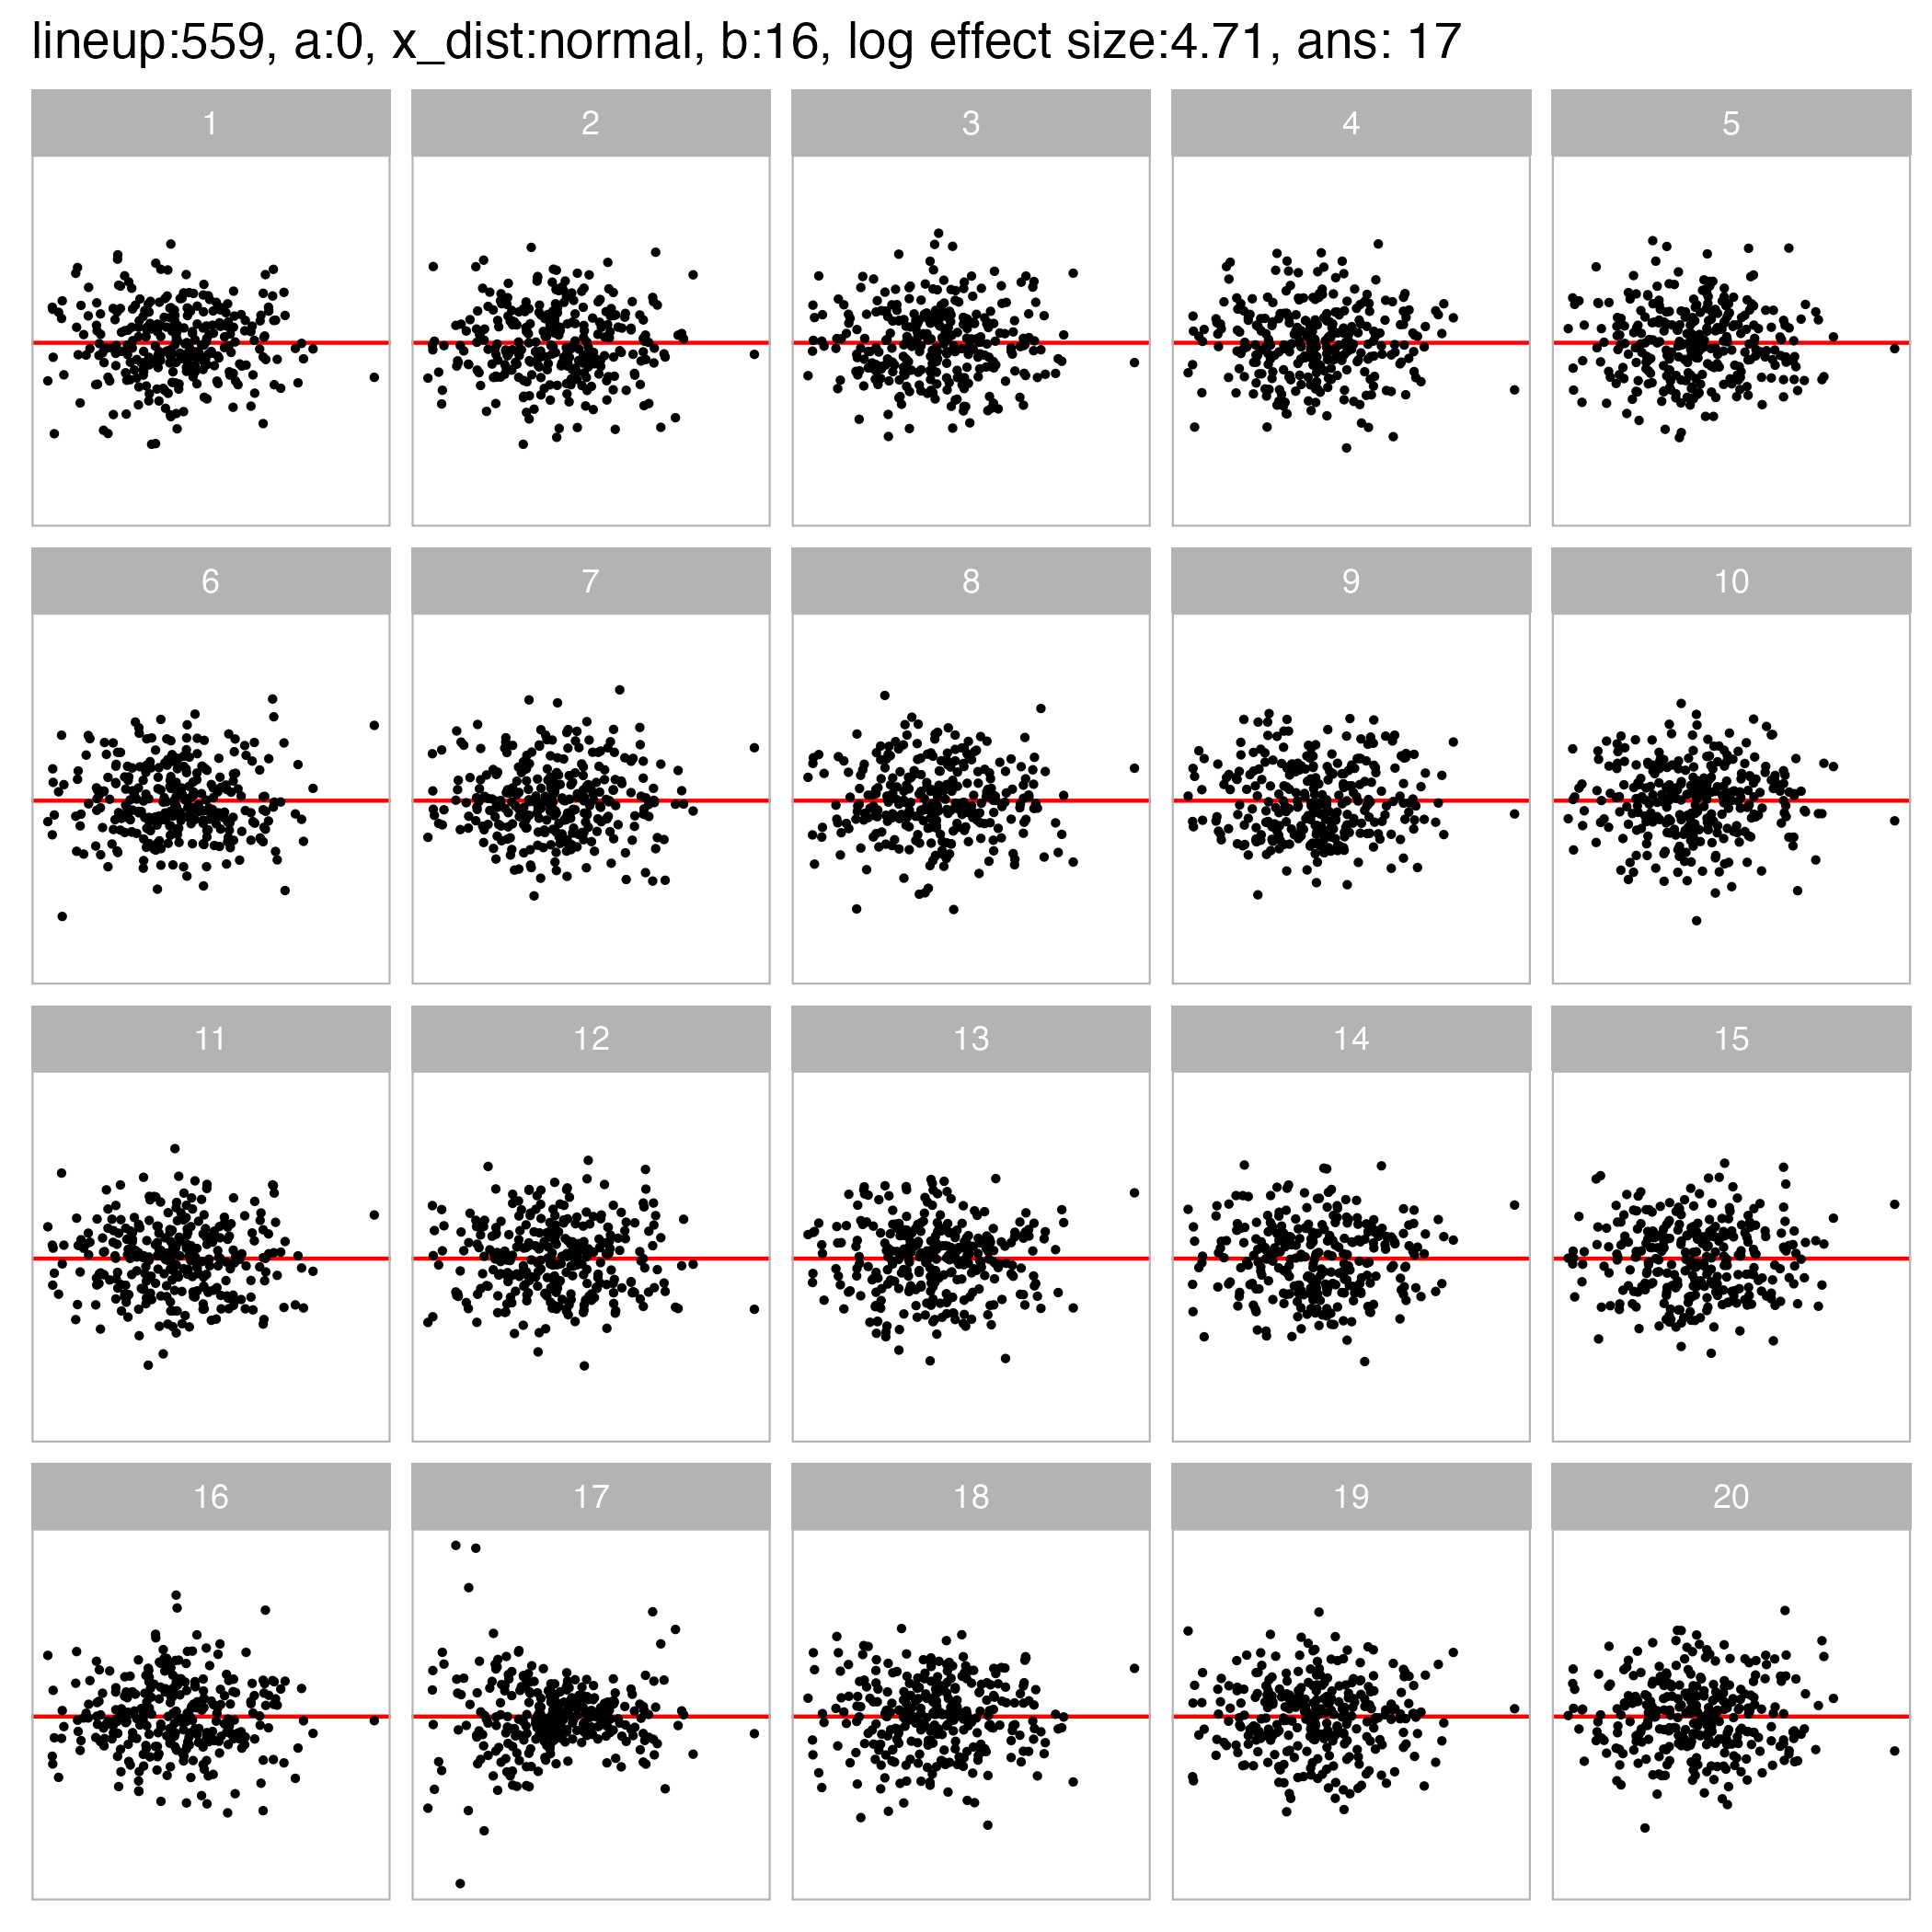 lineup:559, a:0, x_dist:normal, b:16, log effect size:4.71, ans: 17
1 2 3 4 5
6 7 8 9 10
11 12 13 14 15
16 17 18 19 20